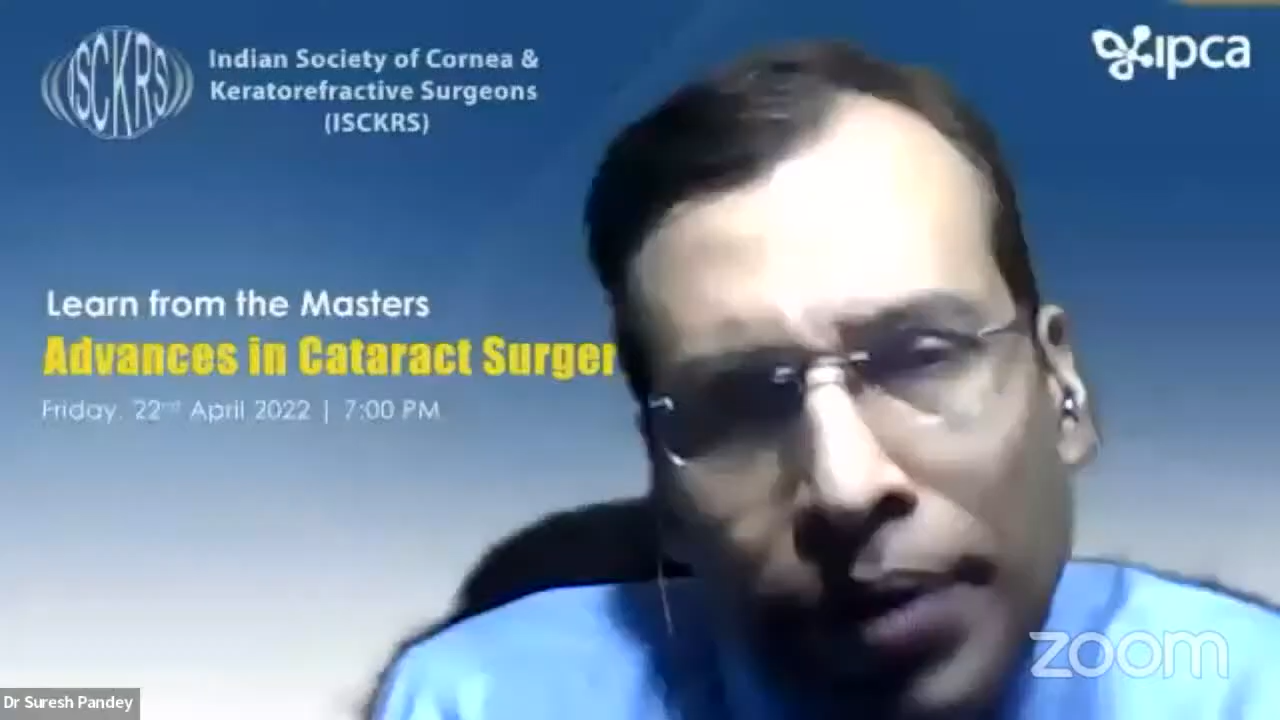 ISCKRS
Indian Society of Cornea &
Keratorefractive Surgeons
(ISCKRS)
ipca
Learn from the Masters
Advances in Cataract Surger
Friday, 22nd April 2022 | 7:00 PM
zoom
Dr Suresh Pandey